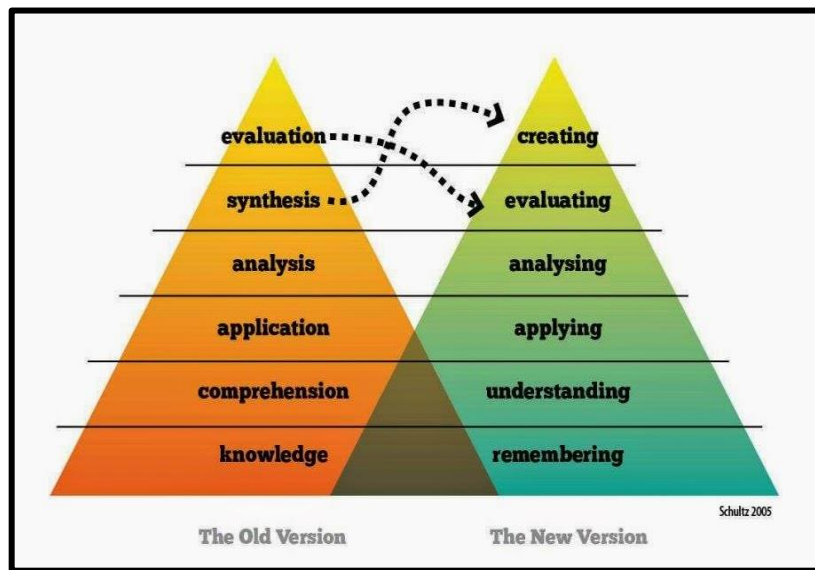 evaluation creating
synthesis evaluating
analysis analysing
application applying
comprehension understanding
knowledge remembering
Schultz 2005
The Old Version The New Version